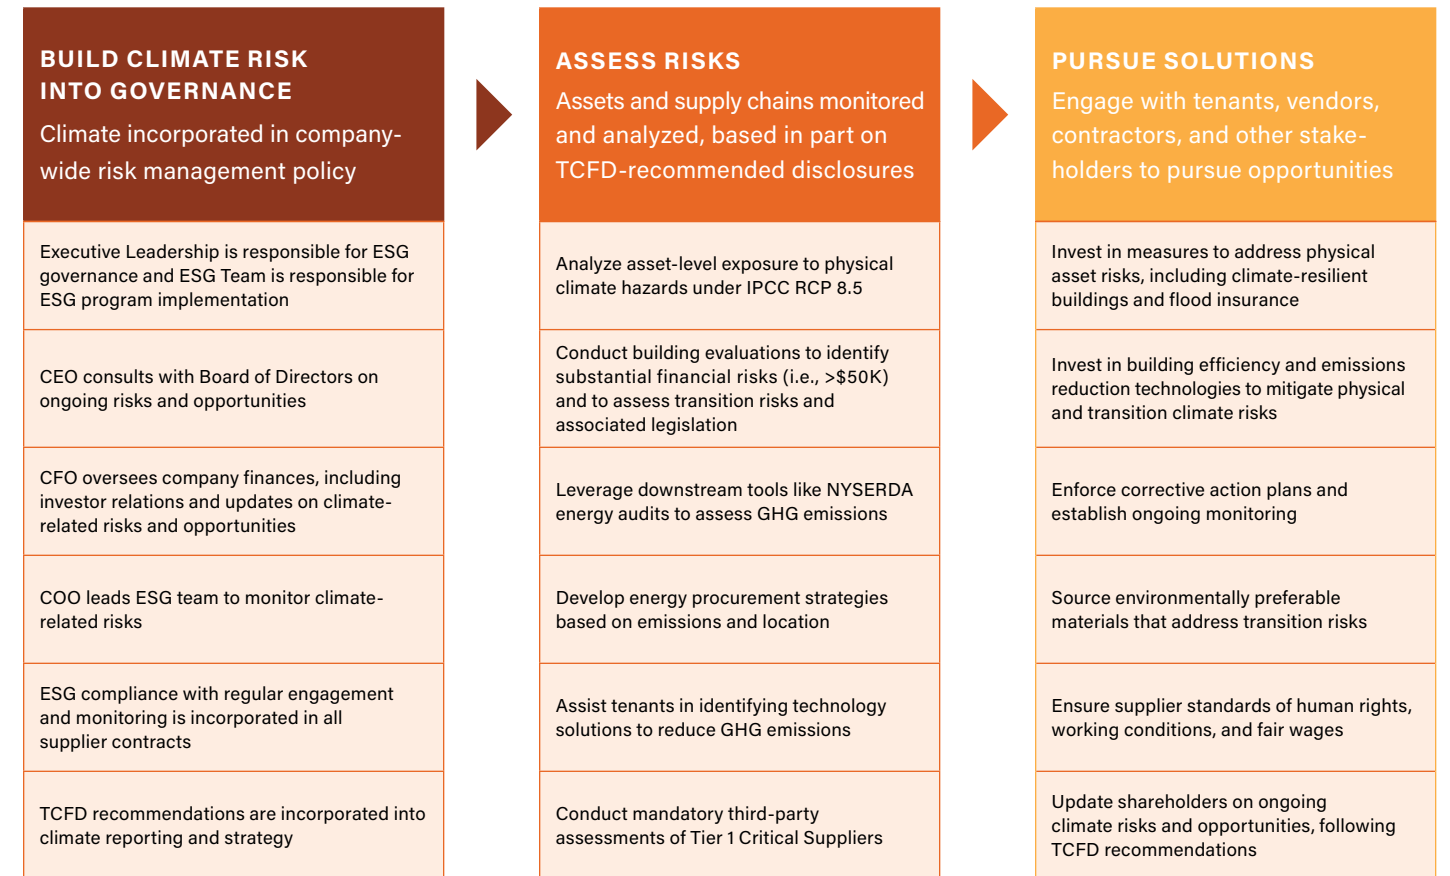 BUILD CLIMATE RISK
INTO GOVERNANCE
Climate incorporated in company-
wide risk management policy
Executive Leadership is responsible for ESG
governance and ESG Team is responsible for
ESG program implementation
CEO consults with Board of Directors on
ongoing risks and opportunities
CFO oversees company finances, including
investor relations and updates on climate-
related risks and opportunities
COO leads ESG team to monitor climate-
related risks
ESG compliance with regular engagement
and monitoring is incorporated in all
supplier contracts
TCFD recommendations are incorporated into
climate reporting and strategy
ASSESS RISKS
Assets and supply chains monitored
and analyzed, based in part on
TCFD-recommended disclosures
Analyze asset-level exposure to physical
climate hazards under IPCC RCP 8.5
Conduct building evaluations to identify
substantial financial risks (i.e., >$50K)
and to assess transition risks and
associated legislation
Leverage downstream tools like NYSERDA
energy audits to assess GHG emissions
Develop energy procurement strategies
based on emissions and location
Assist tenants in identifying technology
solutions to reduce GHG emissions
Conduct mandatory third-party
assessments of Tier 1 Critical Suppliers
PURSUE SOLUTIONS
Engage with tenants, vendors,
contractors, and other stake-
holders to pursue opportunities
Invest in measures to address physical
asset risks, including climate-resilient
buildings and flood insurance
Invest in building efficiency and emissions
reduction technologies to mitigate physical
and transition climate risks
Enforce corrective action plans and
establish ongoing monitoring
Source environmentally preferable
materials that address transition risks
Ensure supplier standards of human rights,
working conditions, and fair wages
Update shareholders on ongoing
climate risks and opportunities, following
TCFD recommendations